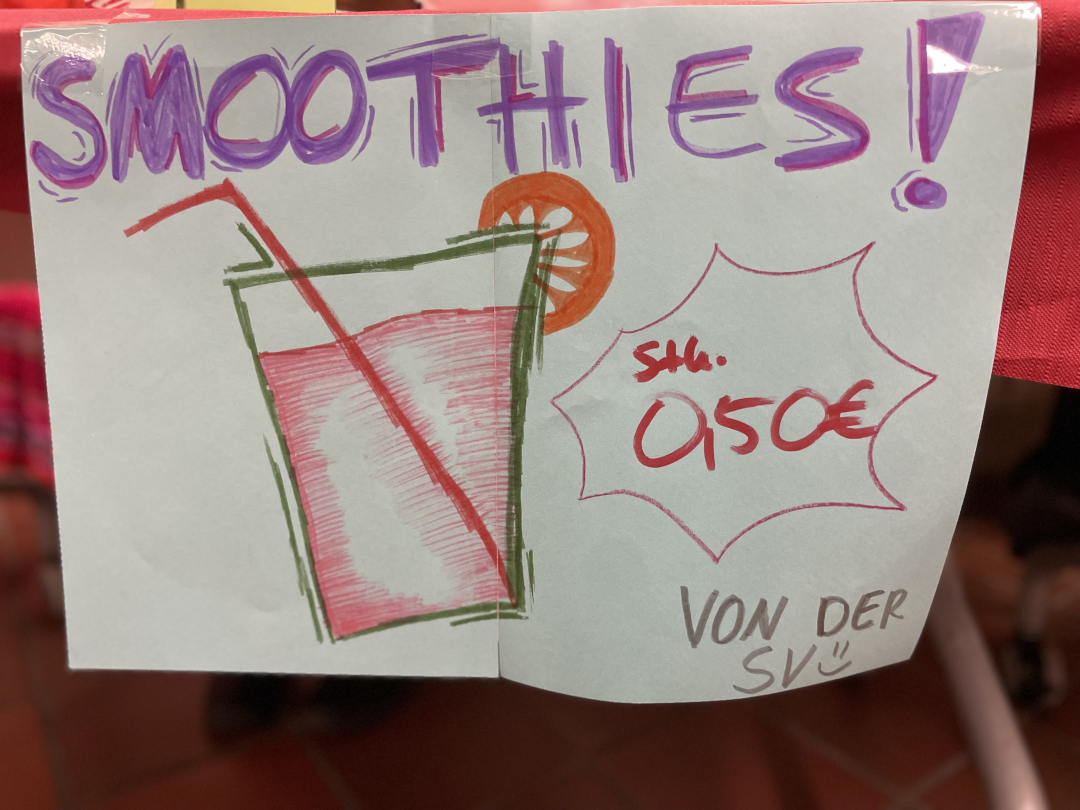 SMOOTHIES!
Stk.
0,50€
VON DER
SV